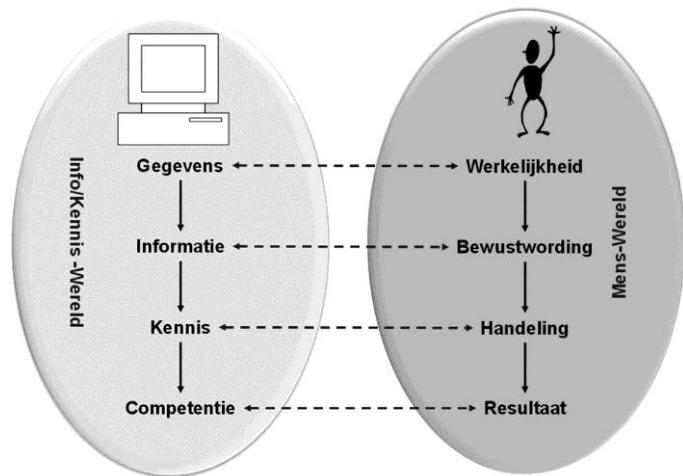 Info/Kennis-Wereld
Gegevens
Informatie
Kennis
Competentie
Werkelijkheid
Bewustwording
Handeling
Resultaat
Mens-Wereld